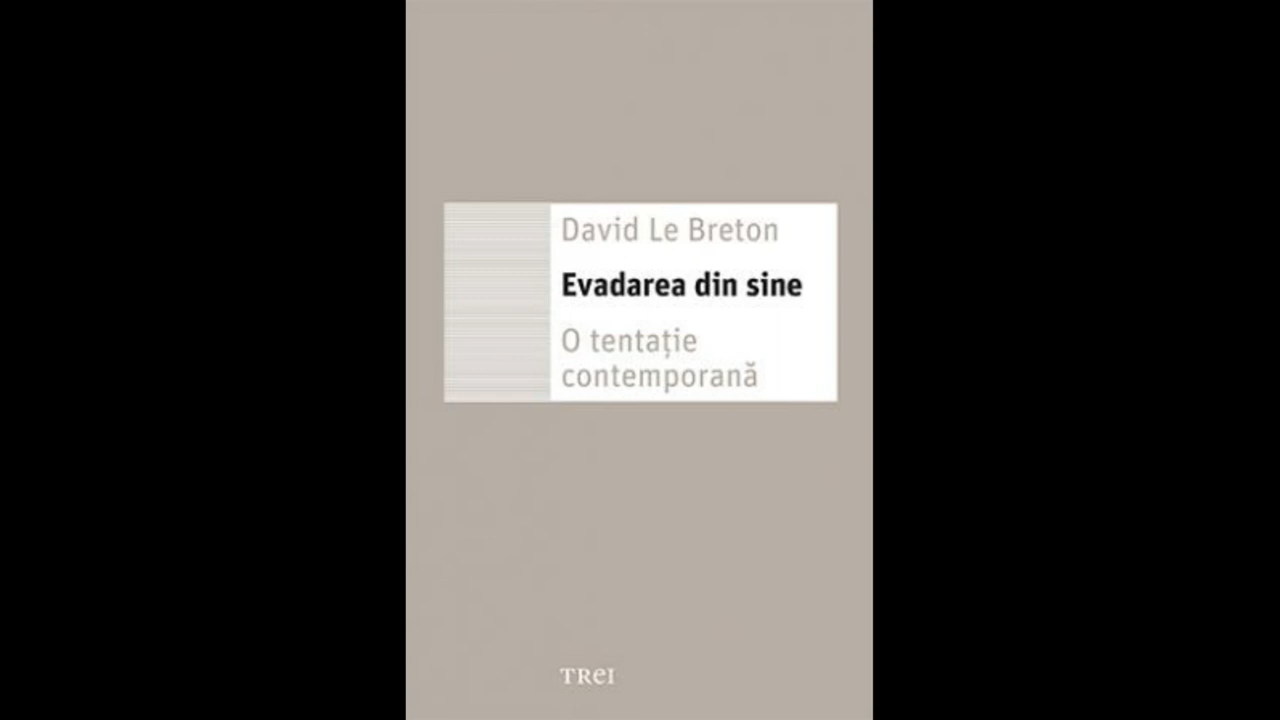 David Le Breton
Evadarea din sine
O tentație
contemporană
TREI